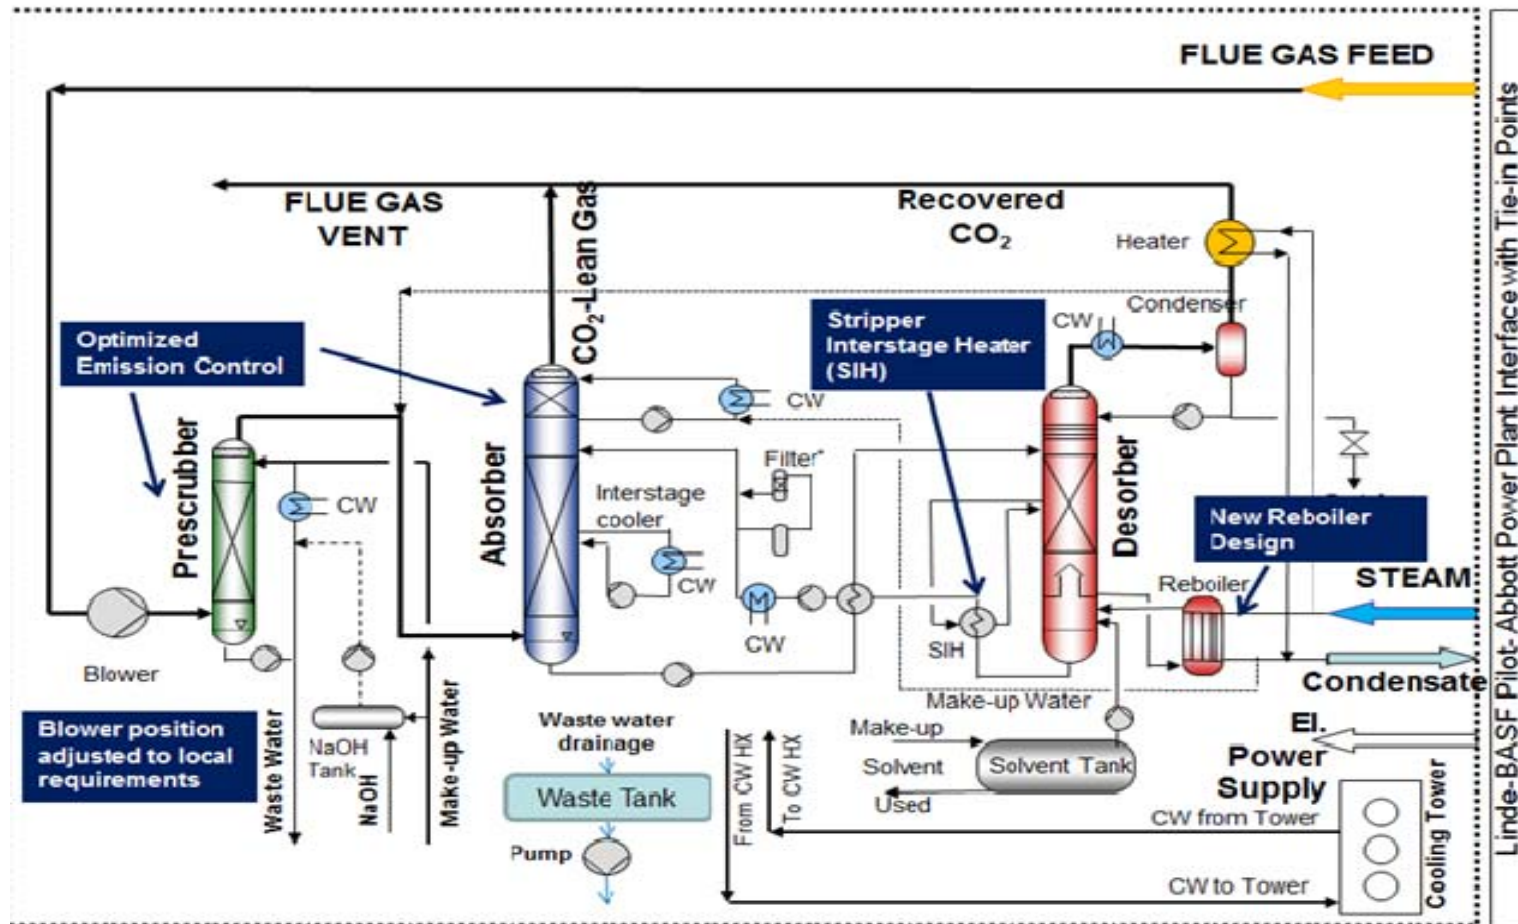 FLUE GAS FEED
FLUE GAS
VENT
CO₂-Lean Gas
Recovered
CO₂
Heater
Condenser
CW
Optimized
Emission Control
Stripper
Interstage Heater
(SIH)
Prescrubber
CW
Absorber
CW
Filter*
Interstage
cooler
CW
CW
Desorber
SIH
New Reboiler
Design
Reboiler
STEAM
Condensate
Blower
Blower position
adjusted to local
requirements
Waste Water
NaOH
Tank
NaOH
Make-up Water
Waste water
drainage
Waste Tank
Pump
From CW HX
To CW HX
Make-up Water
Make-up
Solvent
Used
Solvent Tank
El.
Power
Supply
CW from Tower
CW to Tower
Cooling Tower
Linde-BASF Pilot-Abbott Power Plant Interface with Tie-in Points